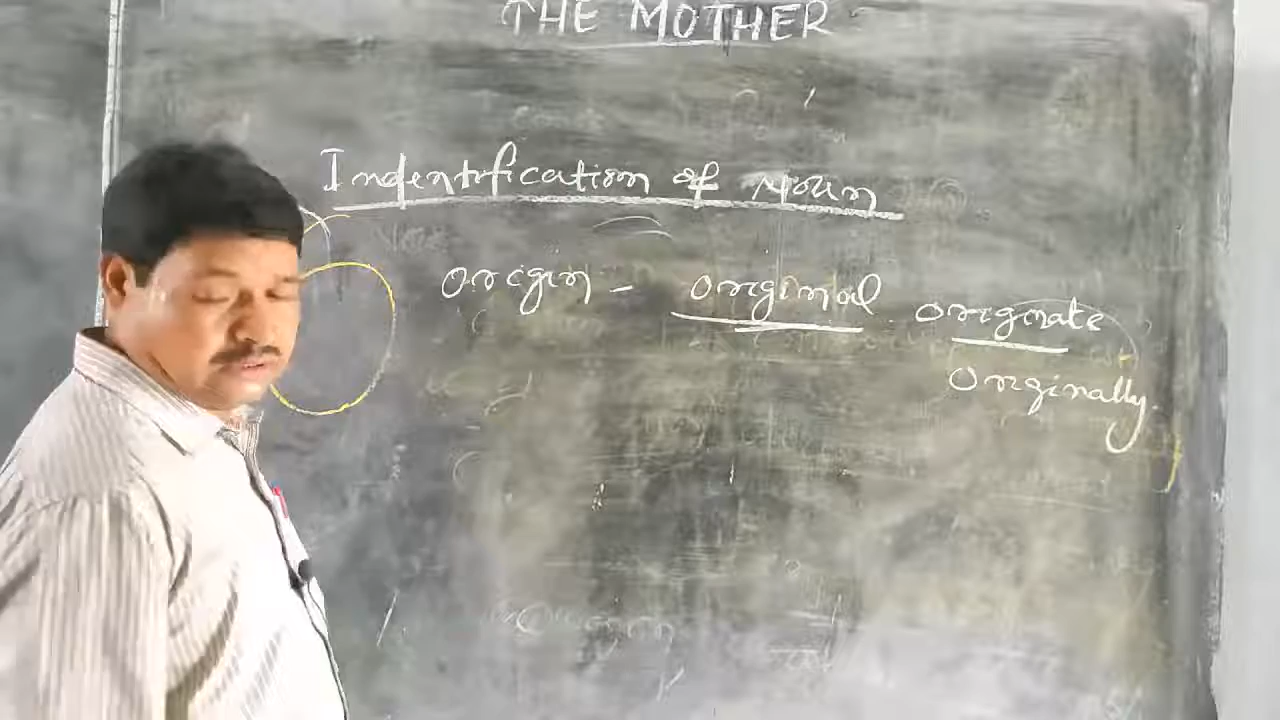 THE MOTHER
Indentification of Noun
origin - original originate
Originally.